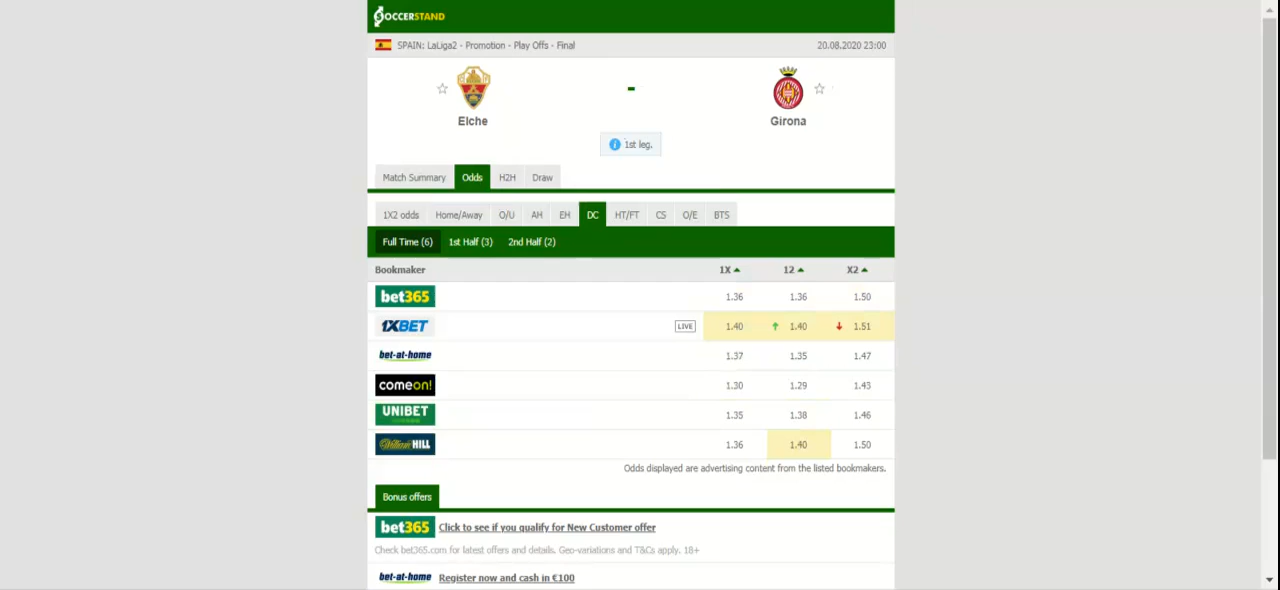 SOCCERSTAND
SPAIN: LaLiga2 - Promotion - Play Offs - Final 20.08.2020 23:00
-
Elche Girona
1st leg.
Match Summary Odds H2H Draw
1X2 odds Home/Away O/U AH EH DC HT/FT CS O/E BTS
Full Time (6) 1st Half (3) 2nd Half (2)
Bookmaker 1X 12 X2
bet365 1.36 1.36 1.50
1XBET LIVE 1.40 1.40 1.51
bet-at-home 1.37 1.35 1.47
comeon! 1.30 1.29 1.43
UNIBET 1.35 1.38 1.46
William HILL 1.36 1.40 1.50
Odds displayed are advertising content from the listed bookmakers.
Bonus offers
bet365 Click to see if you qualify for New Customer offer
Check bet365.com for latest offers and details. Geo-variations and T&Cs apply. 18+
bet-at-home Register now and cash in €100